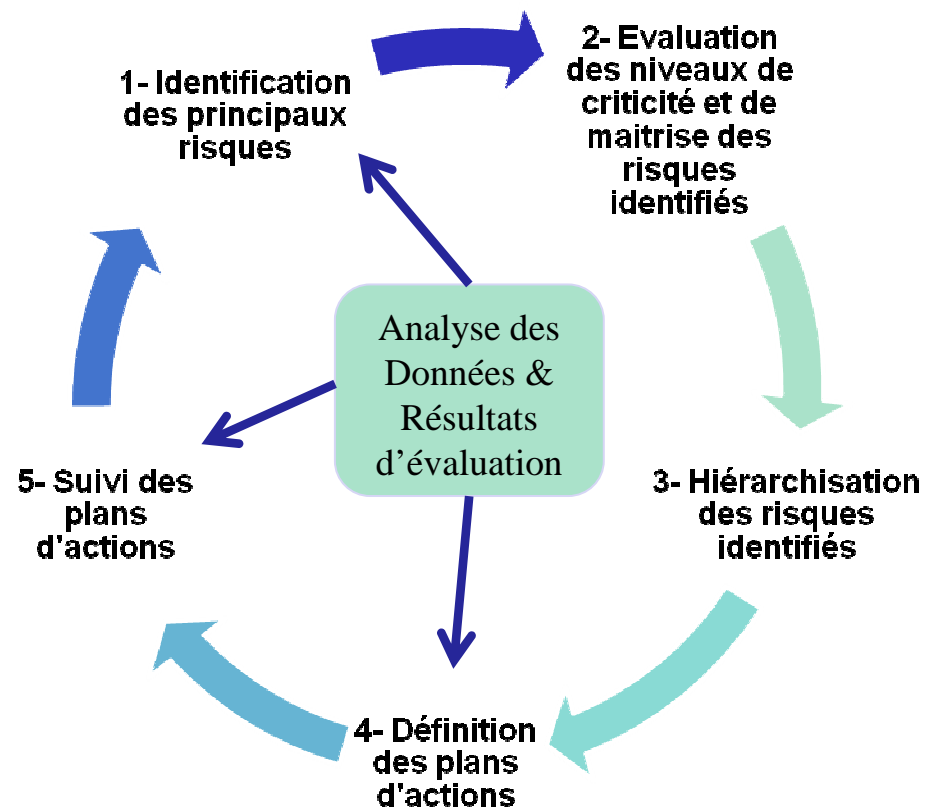 1- Identification
des principaux
risques
2- Evaluation
des niveaux de
criticité et de
maitrise des
risques
identifiés
Analyse des
Données &
Résultats
d’évaluation
3- Hiérarchisation
des risques
identifiés
4- Définition
des plans
d'actions
5- Suivi des
plans
d'actions